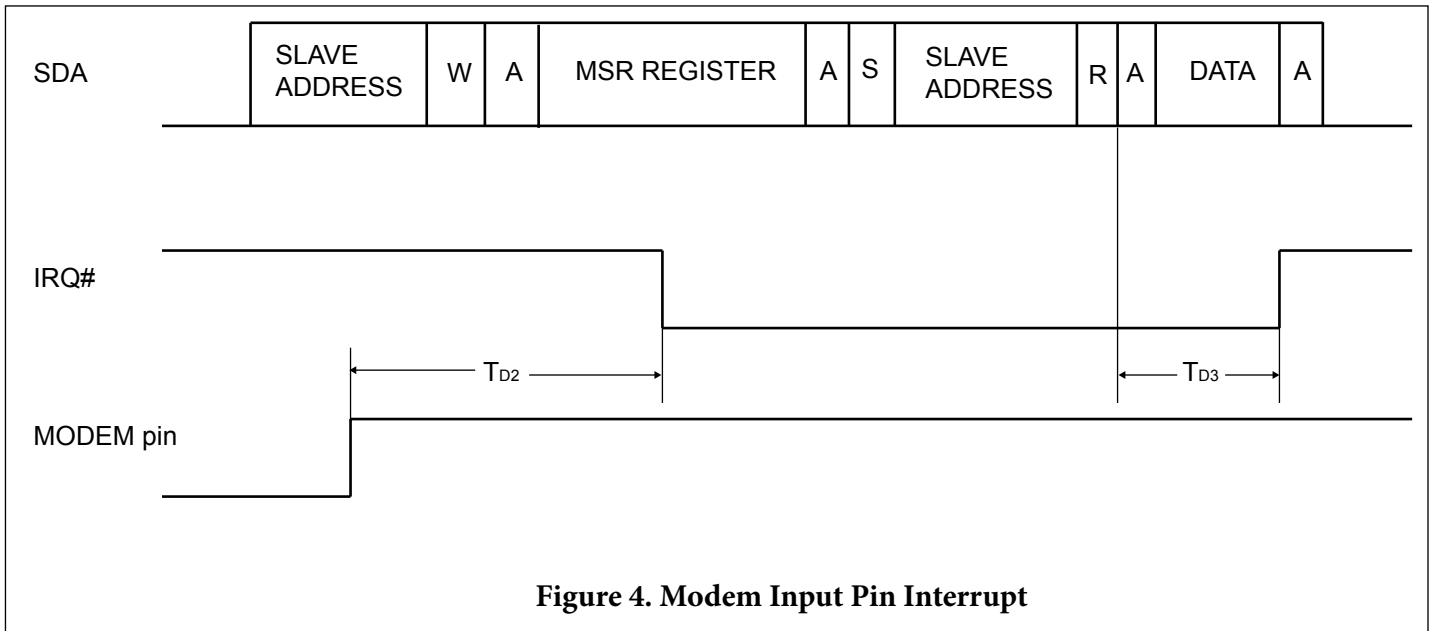 SDA
SLAVE
ADDRESS
W
A
MSR REGISTER
A
S
SLAVE
ADDRESS
R
A
DATA
A
IRQ#
TD2
TD3
MODEM pin
Figure 4. Modem Input Pin Interrupt